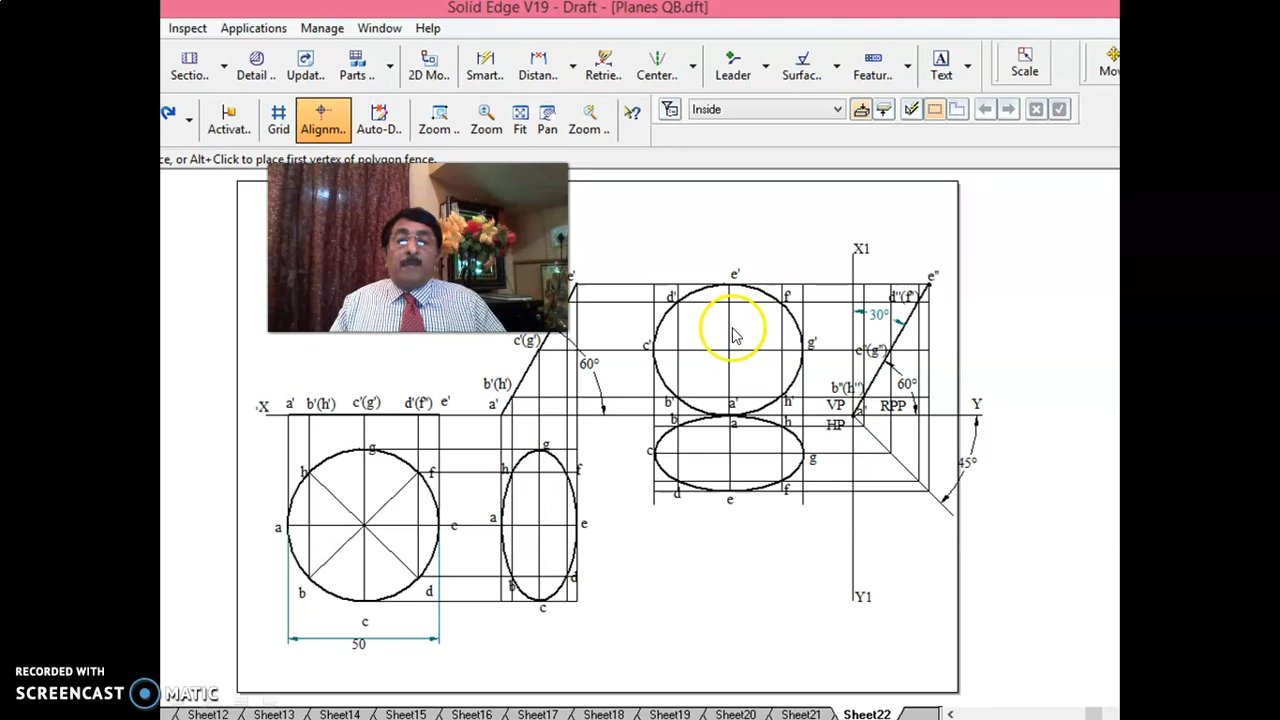 Solid Edge V19 - Draft - [Planes QB.dft]
Inspect Applications Manage Window Help
Sectio.. Detail .. Updat.. Parts .. 2D Mo.. Smart.. Distan.. Retrie.. Center.. Leader Surfac.. Featur.. Text Scale Mov
Activat.. Grid Alignm.. Auto-D.. Zoom .. Zoom Fit Pan Zoom .. Inside
ce, or Alt+Click to place first vertex of polygon fence.
X1
e' e' e"
d' f d"(f')
30°
c'(g') c' g' c"(g")
60°
b'(h') b"(h") 60°
X a' b'(h') c'(g') d'(f') e' a' b' a' h' VP a" RPP Y
b a h HP
g g c g
45°
b f h f d f
e
a c a e
b d b d
c c
Y1
50
RECORDED WITH
SCREENCAST MATIC
Sheet12 Sheet13 Sheet14 Sheet15 Sheet16 Sheet17 Sheet18 Sheet19 Sheet20 Sheet21 Sheet22